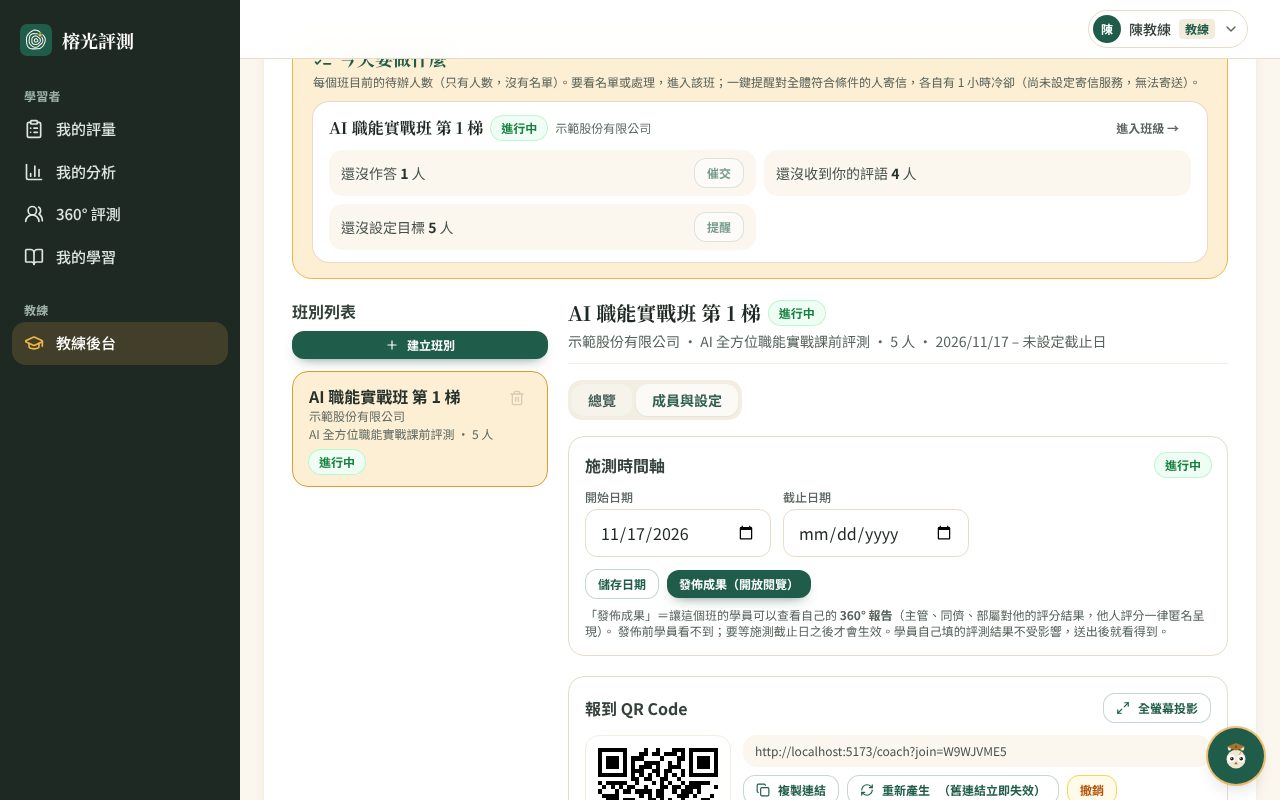 榕光評測
學習者
我的評量
我的分析
360° 評測
我的學習
教練
教練後台
陳
陳教練
教練
今天要做什麼
每個班目前的待辦人數（只有人數，沒有名單）。要看名單或處理，進入該班；一鍵提醒對全體符合條件的人寄信，各自有 1 小時冷卻（尚未設定寄信服務，無法寄送）。
AI 職能實戰班 第 1 梯
進行中
示範股份有限公司
進入班級 →
還沒作答 1 人
催交
還沒收到你的評語 4 人
還沒設定目標 5 人
提醒
班別列表
+ 建立班別
AI 職能實戰班 第 1 梯
示範股份有限公司
AI 全方位職能實戰課前評測 · 5 人
進行中
AI 職能實戰班 第 1 梯
進行中
示範股份有限公司 · AI 全方位職能實戰課前評測 · 5 人 · 2026/11/17 – 未設定截止日
總覽
成員與設定
施測時間軸
進行中
開始日期
截止日期
11/17/2026
mm/dd/yyyy
儲存日期
發佈成果（開放閱覽）
「發佈成果」＝讓這個班的學員可以查看自己的 360° 報告（主管、同儕、部屬對他的評分結果，他人評分一律匿名呈
現）。 發佈前學員看不到；要等施測截止日之後才會生效。學員自己填的評測結果不受影響，送出後就看得到。
報到 QR Code
全螢幕投影
http://localhost:5173/coach?join=W9WJVME5
複製連結
重新產生 （舊連結立即失效）
撤銷